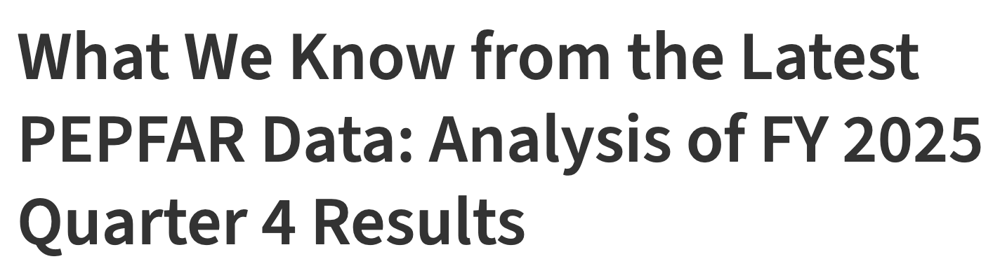 What We Know from the Latest
PEPFAR Data: Analysis of FY 2025
Quarter 4 Results